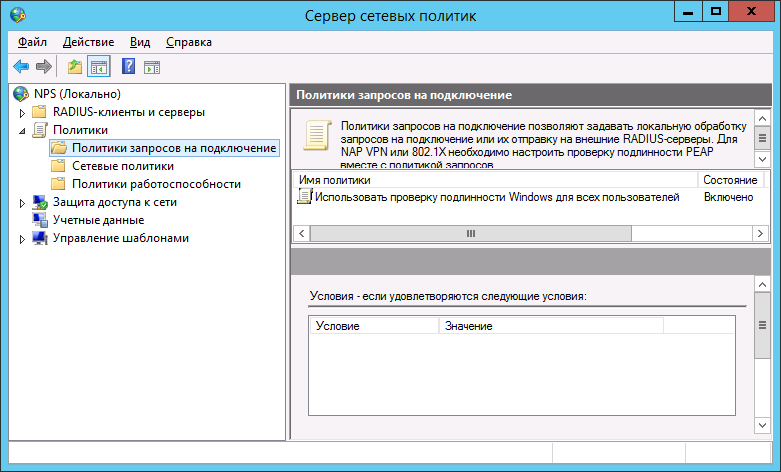 Сервер сетевых политик
Файл Действие Вид Справка
NPS (Локально)
RADIUS-клиенты и серверы
Политики
Политики запросов на подключение
Сетевые политики
Политики работоспособности
Защита доступа к сети
Учетные данные
Управление шаблонами
Политики запросов на подключение
Политики запросов на подключение позволяют задавать локальную обработку
запросов на подключение или их отправку на внешние RADIUS-серверы. Для
NAP VPN или 802.1X необходимо настроить проверку подлинности PEAP
вместе с политикой запросов
Имя политики Состояние
Использовать проверку подлинности Windows для всех пользователей Включено
Условия - если удовлетворяются следующие условия:
Условие Значение